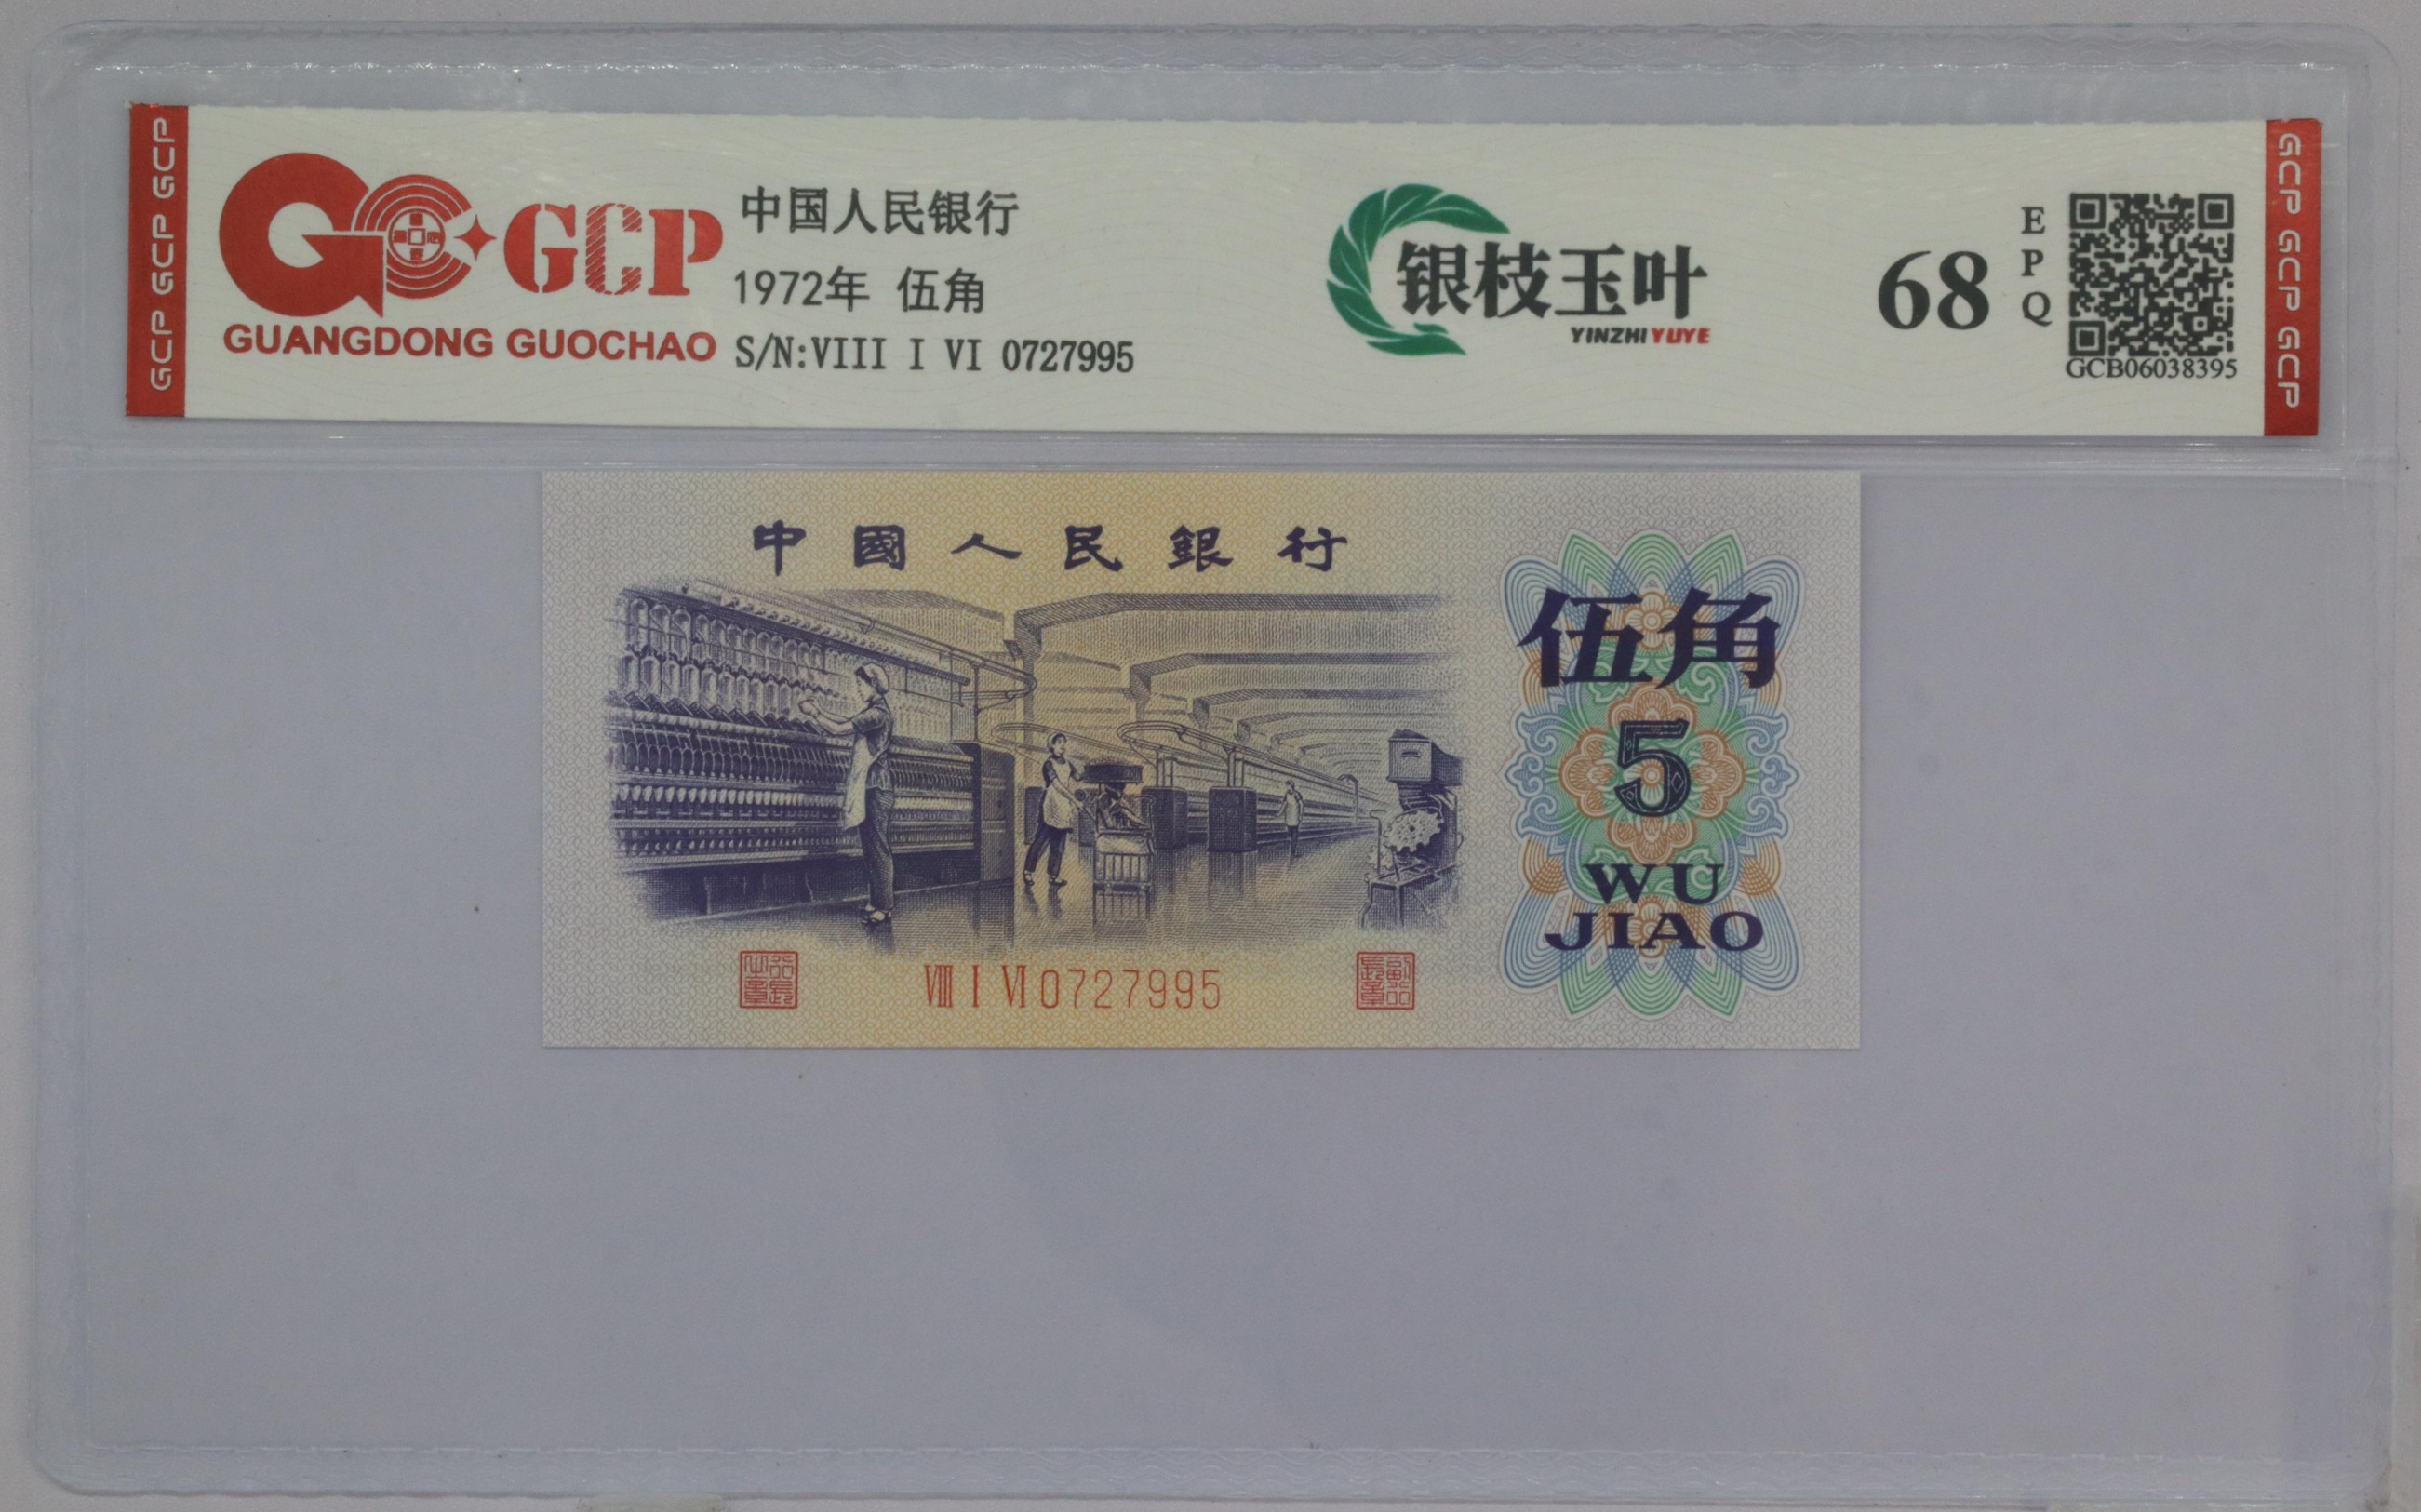 GCP GCP GCP
GCP
GUANGDONG GUOCHAO
中国人民银行
1972年 伍角
S/N:VIII I VI 0727995
银枝玉叶
YINZHI YUYE
68
EPQ
GCB06038395
GCP GCP GCP
中國人民銀行
伍角
5
WU
JIAO
VIII I VI 0727995